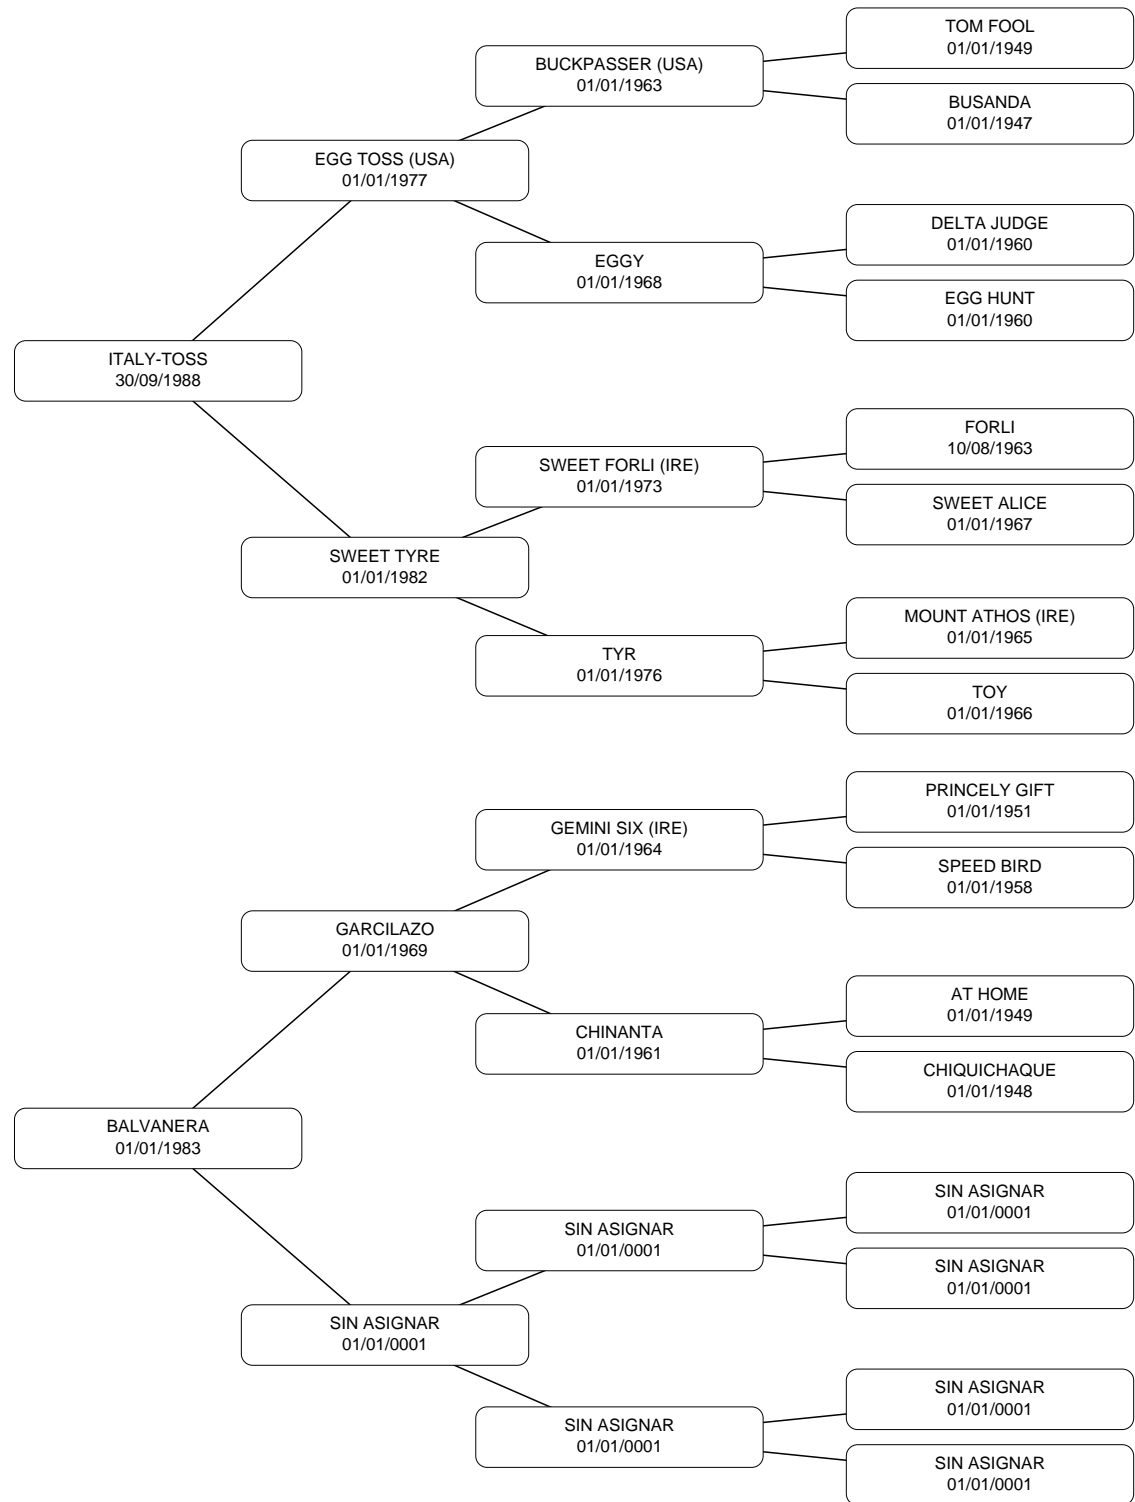 TOM FOOL
01/01/1949
BUCKPASSER (USA)
01/01/1963
BUSANDA
01/01/1947
EGG TOSS (USA)
01/01/1977
DELTA JUDGE
01/01/1960
EGGY
01/01/1968
EGG HUNT
01/01/1960
ITALY-TOSS
30/09/1988
FORLI
10/08/1963
SWEET FORLI (IRE)
01/01/1973
SWEET ALICE
01/01/1967
SWEET TYRE
01/01/1982
MOUNT ATHOS (IRE)
01/01/1965
TYR
01/01/1976
TOY
01/01/1966
PRINCELY GIFT
01/01/1951
GEMINI SIX (IRE)
01/01/1964
SPEED BIRD
01/01/1958
GARCILAZO
01/01/1969
AT HOME
01/01/1949
CHINANTA
01/01/1961
CHIQUICHAQUE
01/01/1948
BALVANERA
01/01/1983
SIN ASIGNAR
01/01/0001
SIN ASIGNAR
01/01/0001
SIN ASIGNAR
01/01/0001
SIN ASIGNAR
01/01/0001
SIN ASIGNAR
01/01/0001
SIN ASIGNAR
01/01/0001
SIN ASIGNAR
01/01/0001